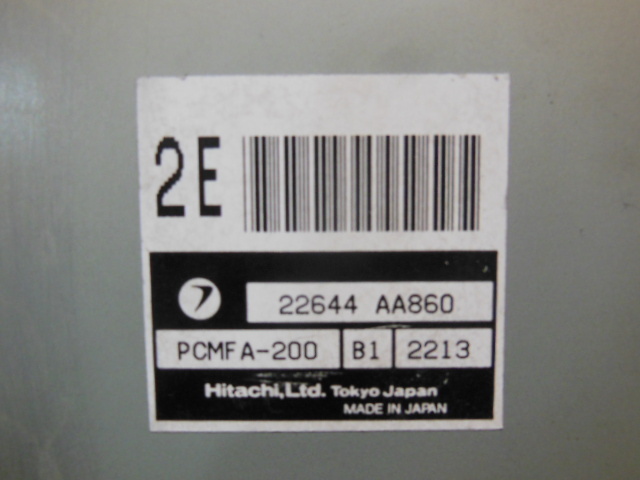 2E
22644 AA860
PCMFA-200 B1 2213
Hitachi,Ltd. Tokyo Japan
MADE IN JAPAN